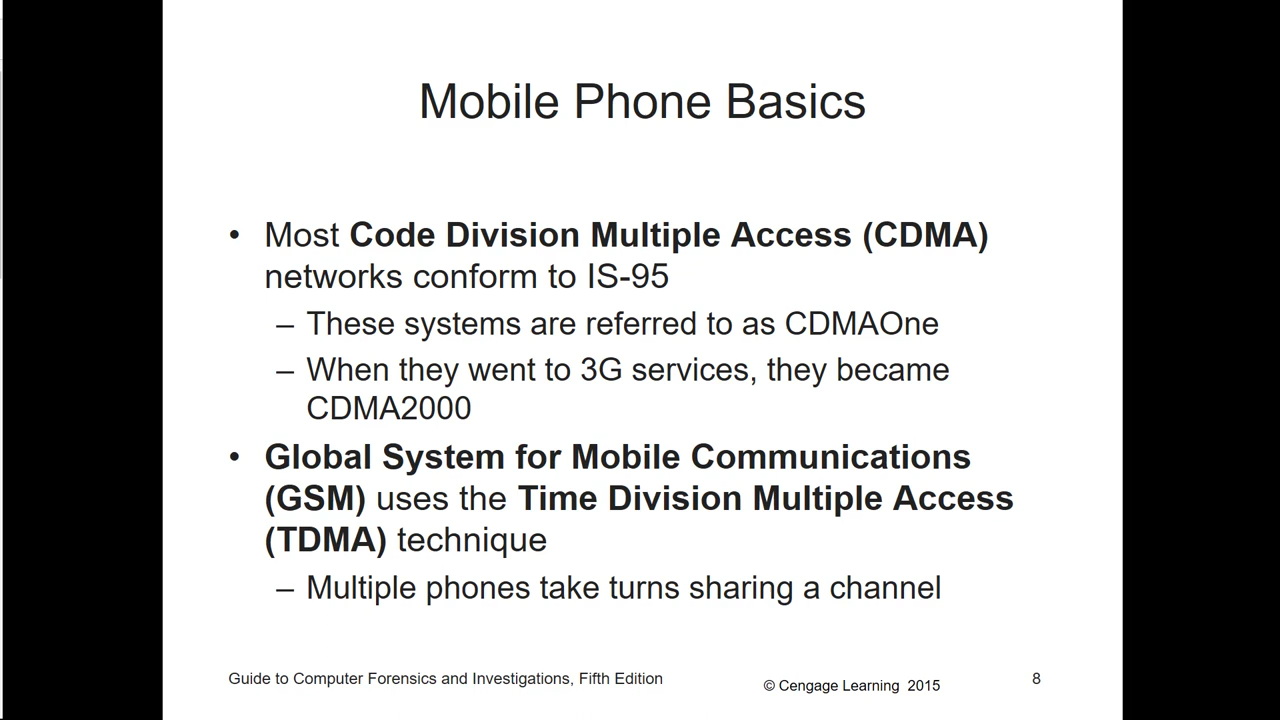 Mobile Phone Basics
• Most Code Division Multiple Access (CDMA)
networks conform to IS-95
– These systems are referred to as CDMAOne
– When they went to 3G services, they became
CDMA2000
• Global System for Mobile Communications
(GSM) uses the Time Division Multiple Access
(TDMA) technique
– Multiple phones take turns sharing a channel
Guide to Computer Forensics and Investigations, Fifth Edition
© Cengage Learning 2015
8